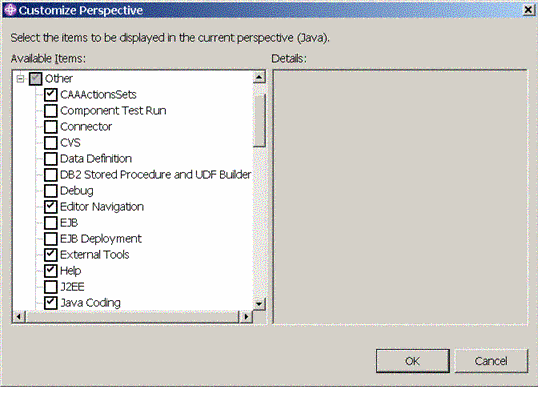 Customize Perspective
Select the items to be displayed in the current perspective (Java).
Available Items:
Details:
Other
CAAActionsSets
Component Test Run
Connector
CVS
Data Definition
DB2 Stored Procedure and UDF Builder
Debug
Editor Navigation
EJB
EJB Deployment
External Tools
Help
J2EE
Java Coding
OK
Cancel